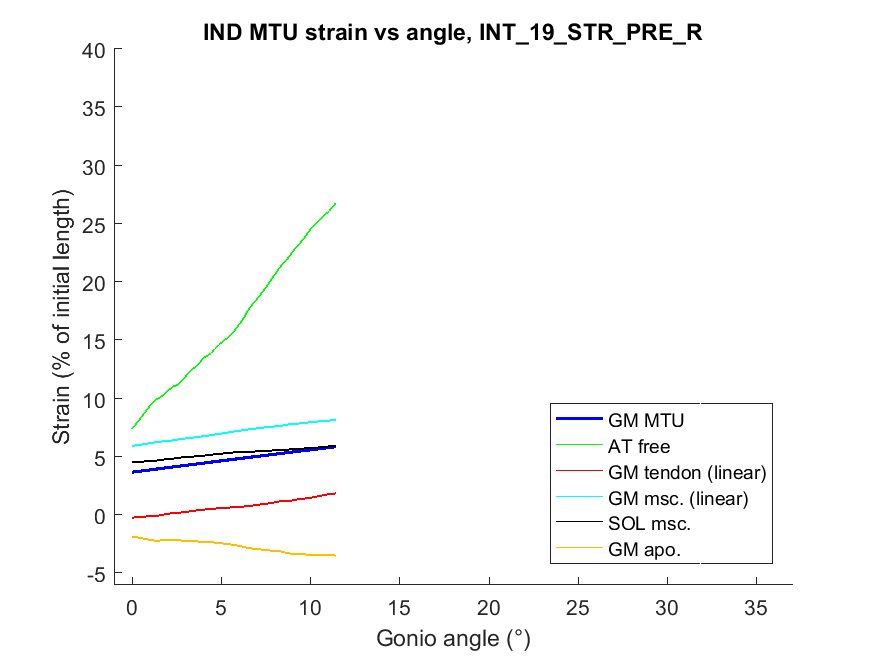 IND MTU strain vs angle, INT_19_STR_PRE_R
40
35
30
25
20
15
10
5
0
-5
Strain (% of initial length)
0 5 10 15 20 25 30 35
Gonio angle (°)
GM MTU
AT free
GM tendon (linear)
GM msc. (linear)
SOL msc.
GM apo.